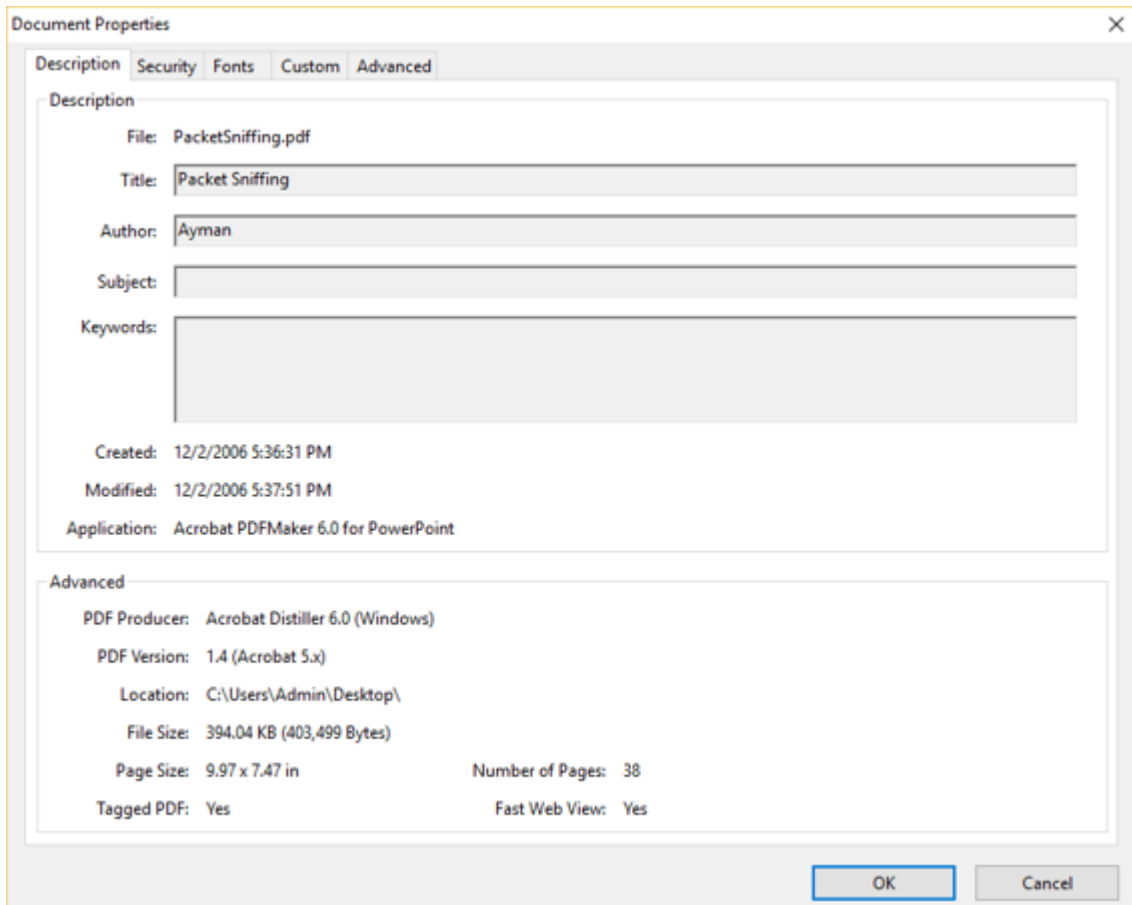 Document Properties
Description Security Fonts Custom Advanced
Description
File: PacketSniffing.pdf
Title: Packet Sniffing
Author: Ayman
Subject:
Keywords:
Created: 12/2/2006 5:36:31 PM
Modified: 12/2/2006 5:37:51 PM
Application: Acrobat PDFMaker 6.0 for PowerPoint
Advanced
PDF Producer: Acrobat Distiller 6.0 (Windows)
PDF Version: 1.4 (Acrobat 5.x)
Location: C:\Users\Admin\Desktop\
File Size: 394.04 KB (403,499 Bytes)
Page Size: 9.97 x 7.47 in Number of Pages: 38
Tagged PDF: Yes Fast Web View: Yes
OK Cancel